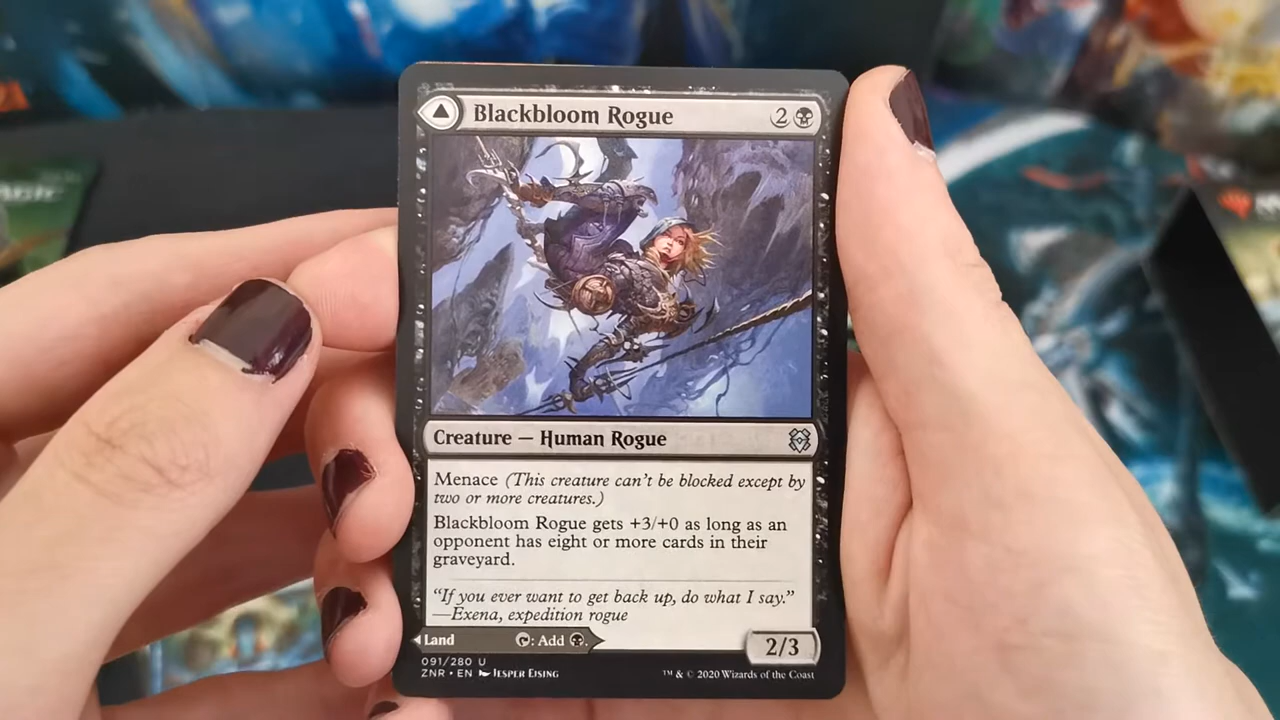 Blackbloom Rogue 2
Creature — Human Rogue
Menace (This creature can't be blocked except by
two or more creatures.)
Blackbloom Rogue gets +3/+0 as long as an
opponent has eight or more cards in their
graveyard.
“If you ever want to get back up, do what I say.”
—Exena, expedition rogue
Land : Add .
2/3
091/280 U
ZNR • EN JESPER EJSING
™ & © 2020 Wizards of the Coast